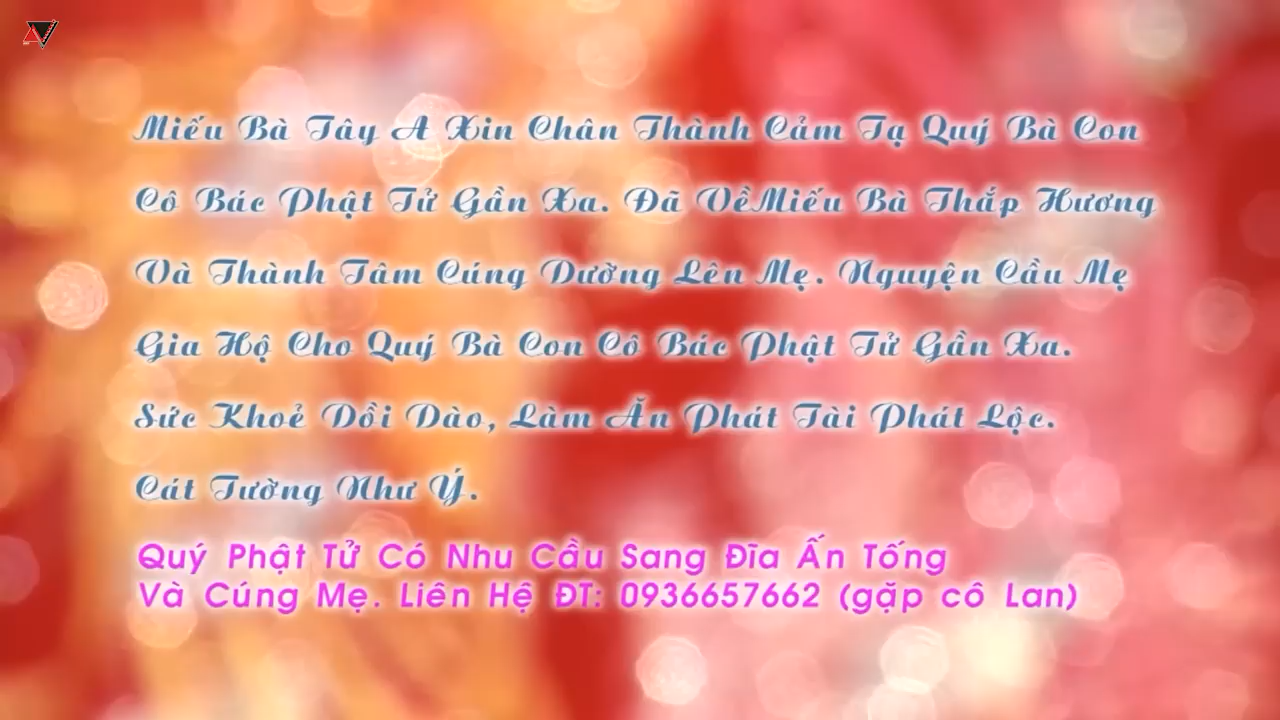 Miếu Bà Tây A Xin Chân Thành Cảm Tạ Quý Bà Con
Cô Bác Phật Tử Gần Xa. Đã VềMiếu Bà Thắp Hương
Và Thành Tâm Cúng Dường Lên Mẹ. Nguyện Cầu Mẹ
Gia Hộ Cho Quý Bà Con Cô Bác Phật Tử Gần Xa.
Sức Khoẻ Dồi Dào, Làm Ăn Phát Tài Phát Lộc.
Cát Tường Như Ý.
Quý Phật Tử Có Nhu Cầu Sang Đĩa Ấn Tống
Và Cúng Mẹ. Liên Hệ ĐT: 0936657662 (gặp cô Lan)